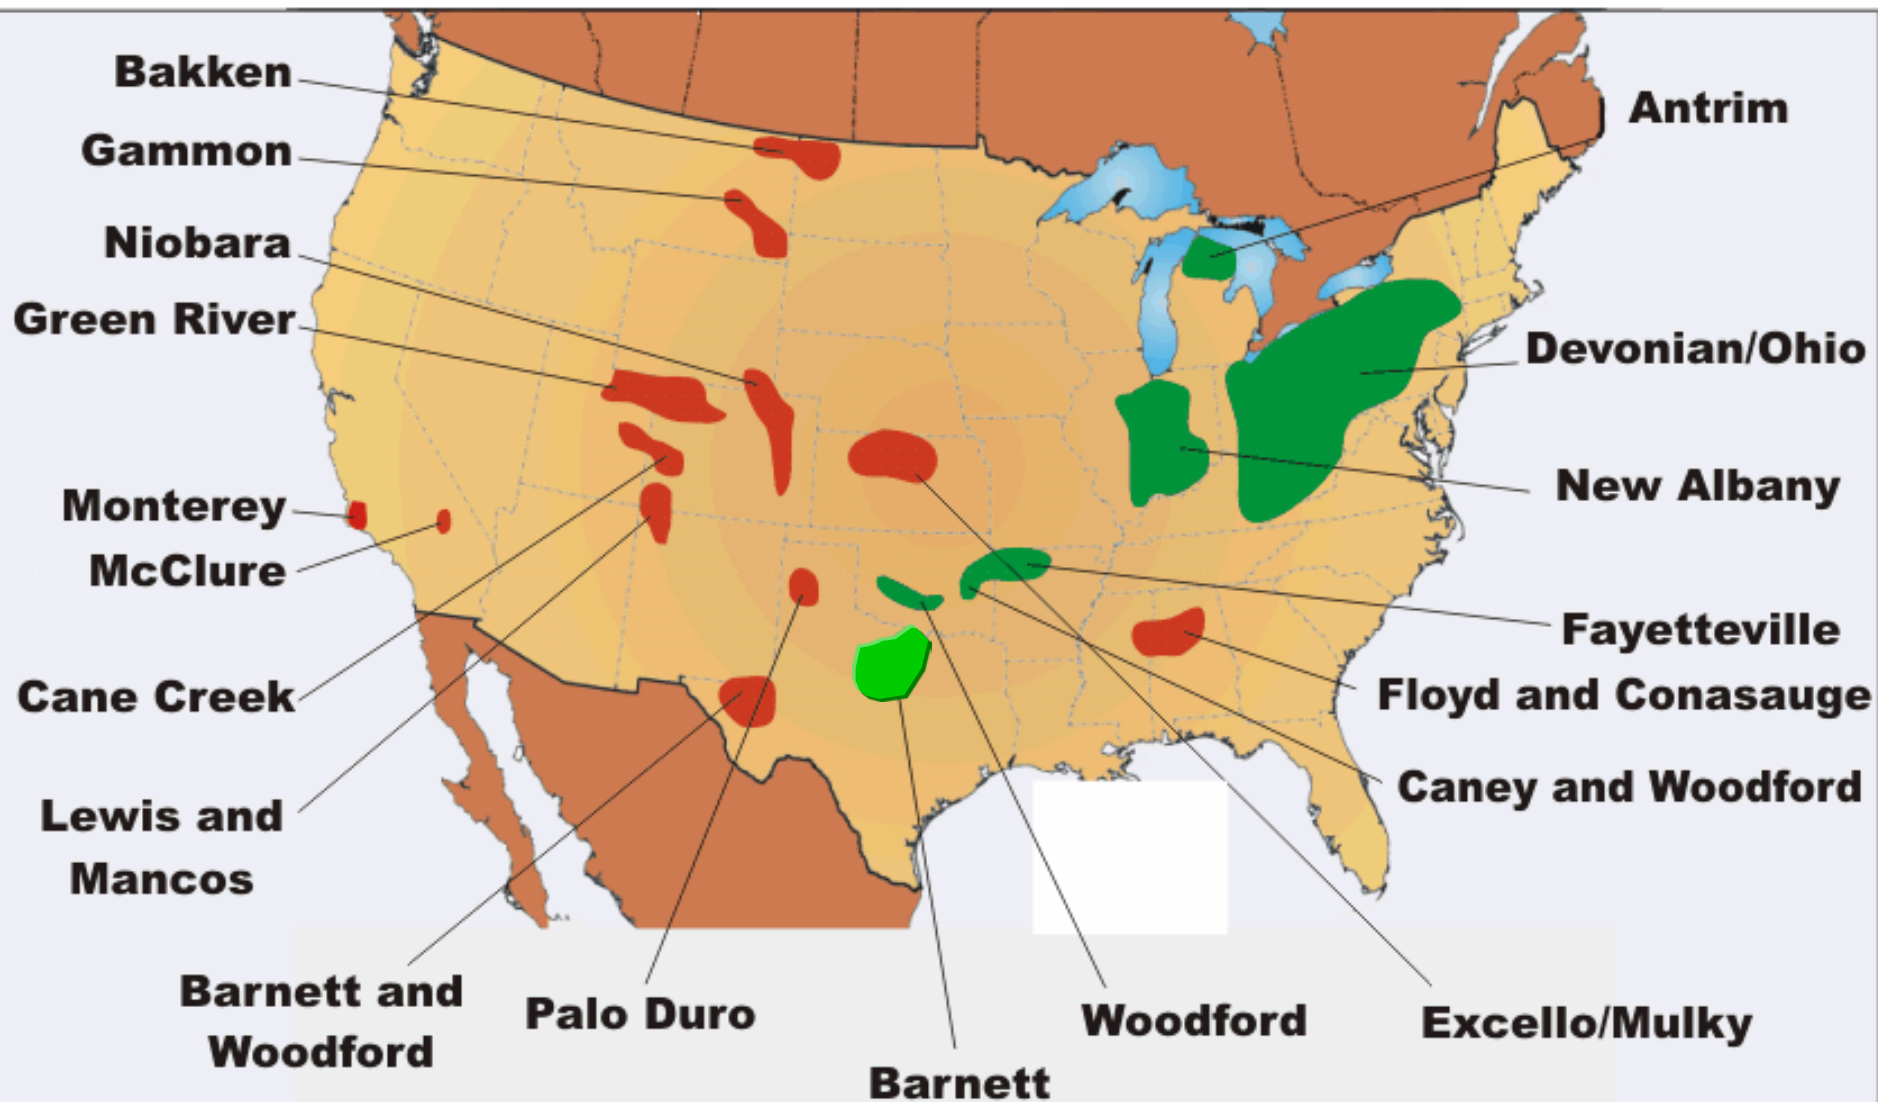 Bakken
Antrim
Gammon
Niobara
Green River
Devonian/Ohio
New Albany
Monterey
McClure
Fayetteville
Cane Creek
Floyd and Conasauge
Caney and Woodford
Lewis and
Mancos
Barnett and
Woodford
Palo Duro
Woodford
Excello/Mulky
Barnett